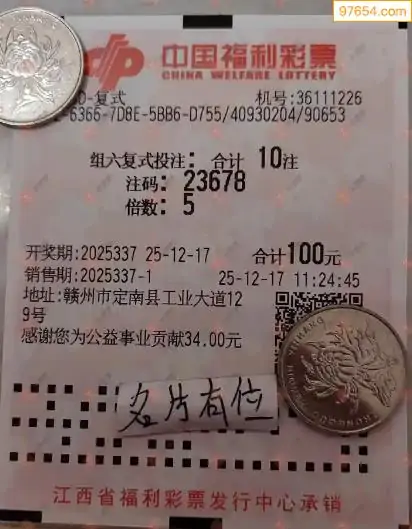 97654.com
中国福利彩票
CHINA WELFARE LOTTERY
D-复式 机号:36111226
-6366-7D8E-5BB6-D755/40930204/90653
组六复式投注: 合计 10注
注码: 23678
倍数: 5
开奖期:2025337 25-12-17 合计100元
销售期:2025337-1 25-12-17 11:24:45
地址:赣州市定南县工业大道12
9号
感谢您为公益事业贡献34.00元
名片有位
江西省福利彩票发行中心承销